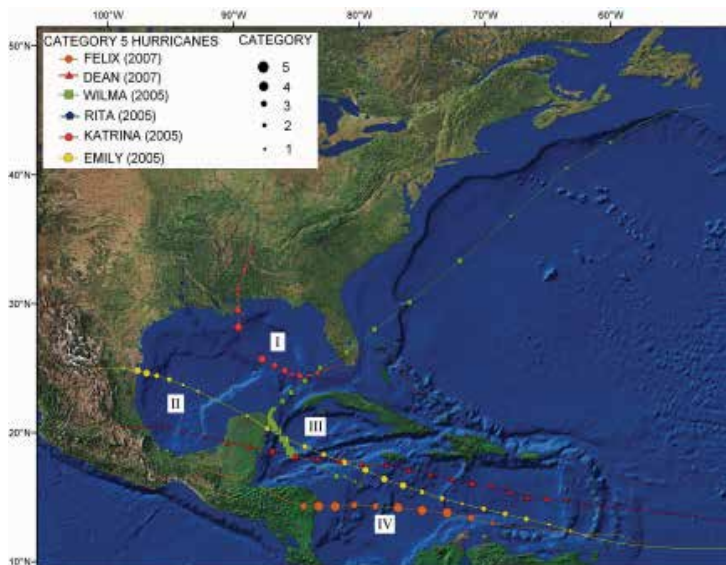 100°W 90°W 80°W 70°W 60°W
50°N
CATEGORY 5 HURRICANES
FELIX (2007)
DEAN (2007)
WILMA (2005)
RITA (2005)
KATRINA (2005)
EMILY (2005)
CATEGORY
5
4
3
2
1
40°N
30°N
I
II
III
20°N
IV
10°N